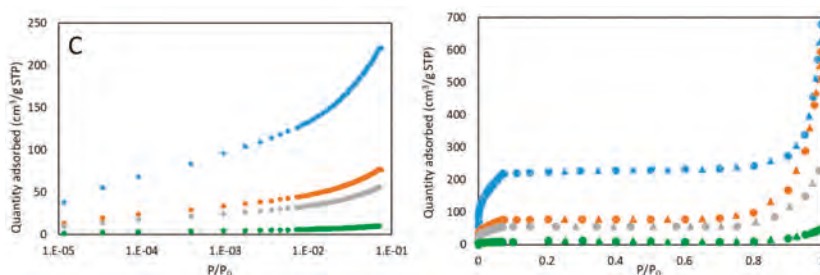 C
Quantity adsorbed (cm³/g STP)
250
200
150
100
50
0
1.E-05
1.E-04
1.E-03
1.E-02
1.E-01
P/P₀
Quantity adsorbed (cm³/g STP)
700
600
500
400
300
200
100
0
0
0.2
0.4
0.6
0.8
1
P/P₀